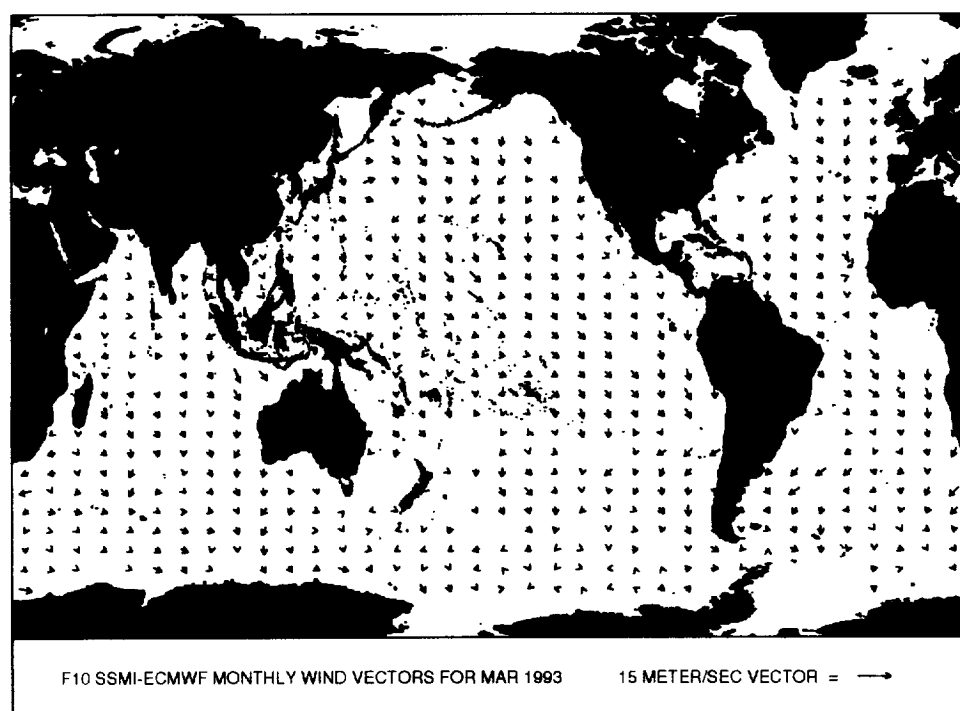 F10 SSMI-ECMWF MONTHLY WIND VECTORS FOR MAR 1993 15 METER/SEC VECTOR =